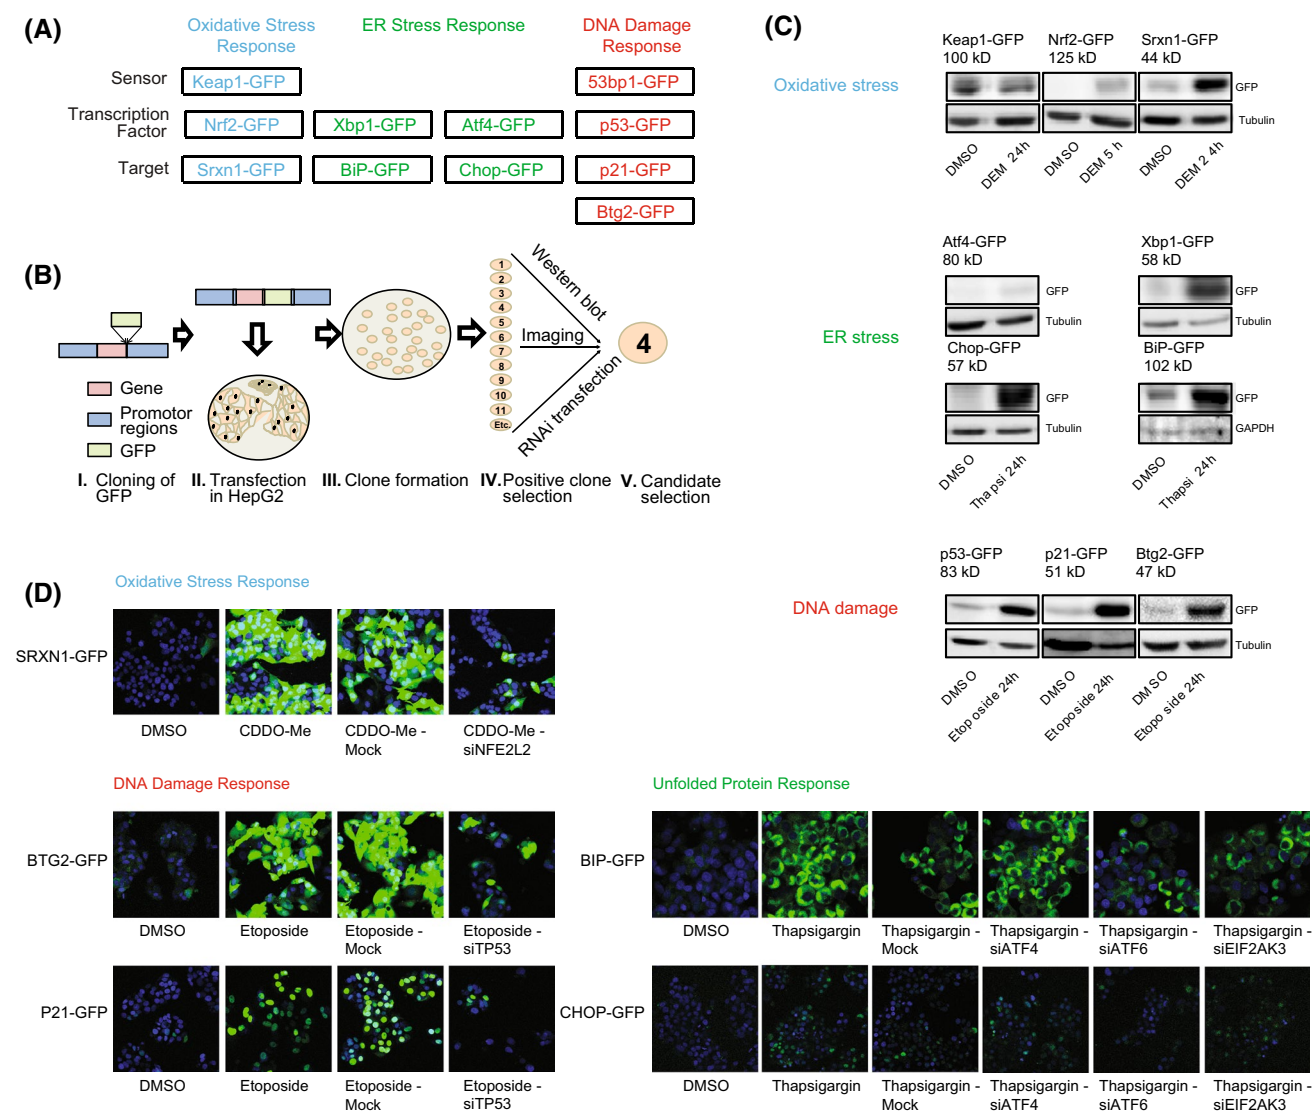 (A)
Oxidative Stress
Response
ER Stress Response
DNA Damage
Response
Sensor
Keap1-GFP
53bp1-GFP
Transcription
Factor
Nrf2-GFP
Xbp1-GFP
Atf4-GFP
p53-GFP
Target
Srxn1-GFP
BiP-GFP
Chop-GFP
p21-GFP
Btg2-GFP
(B)
Gene
Promotor
regions
GFP
1
2
3
4
5
6
7
8
9
10
11
Etc.
Western blot
Imaging
RNAi transfection
4
I. Cloning of
GFP
II. Transfection
in HepG2
III. Clone formation
IV. Positive clone
selection
V. Candidate
selection
(C)
Oxidative stress
Keap1-GFP
100 kD
Nrf2-GFP
125 kD
Srxn1-GFP
44 kD
GFP
Tubulin
DMSO
DEM 24h
DMSO
DEM 5 h
DMSO
DEM 2 4h
ER stress
Atf4-GFP
80 kD
GFP
Tubulin
Xbp1-GFP
58 kD
GFP
Tubulin
Chop-GFP
57 kD
GFP
Tubulin
DMSO
Thapsi 24h
BiP-GFP
102 kD
GFP
GAPDH
DMSO
Thapsi 24h
DNA damage
p53-GFP
83 kD
p21-GFP
51 kD
Btg2-GFP
47 kD
GFP
Tubulin
DMSO
Etoposide 24h
DMSO
Etoposide 24h
DMSO
Etoposide 24h
(D)
Oxidative Stress Response
SRXN1-GFP
DMSO
CDDO-Me
CDDO-Me -
Mock
CDDO-Me -
siNFE2L2
DNA Damage Response
BTG2-GFP
DMSO
Etoposide
Etoposide -
Mock
Etoposide -
siTP53
P21-GFP
DMSO
Etoposide
Etoposide -
Mock
Etoposide -
siTP53
Unfolded Protein Response
BIP-GFP
DMSO
Thapsigargin
Thapsigargin -
Mock
Thapsigargin -
siATF4
Thapsigargin -
siATF6
Thapsigargin -
siEIF2AK3
CHOP-GFP
DMSO
Thapsigargin
Thapsigargin -
Mock
Thapsigargin -
siATF4
Thapsigargin -
siATF6
Thapsigargin -
siEIF2AK3